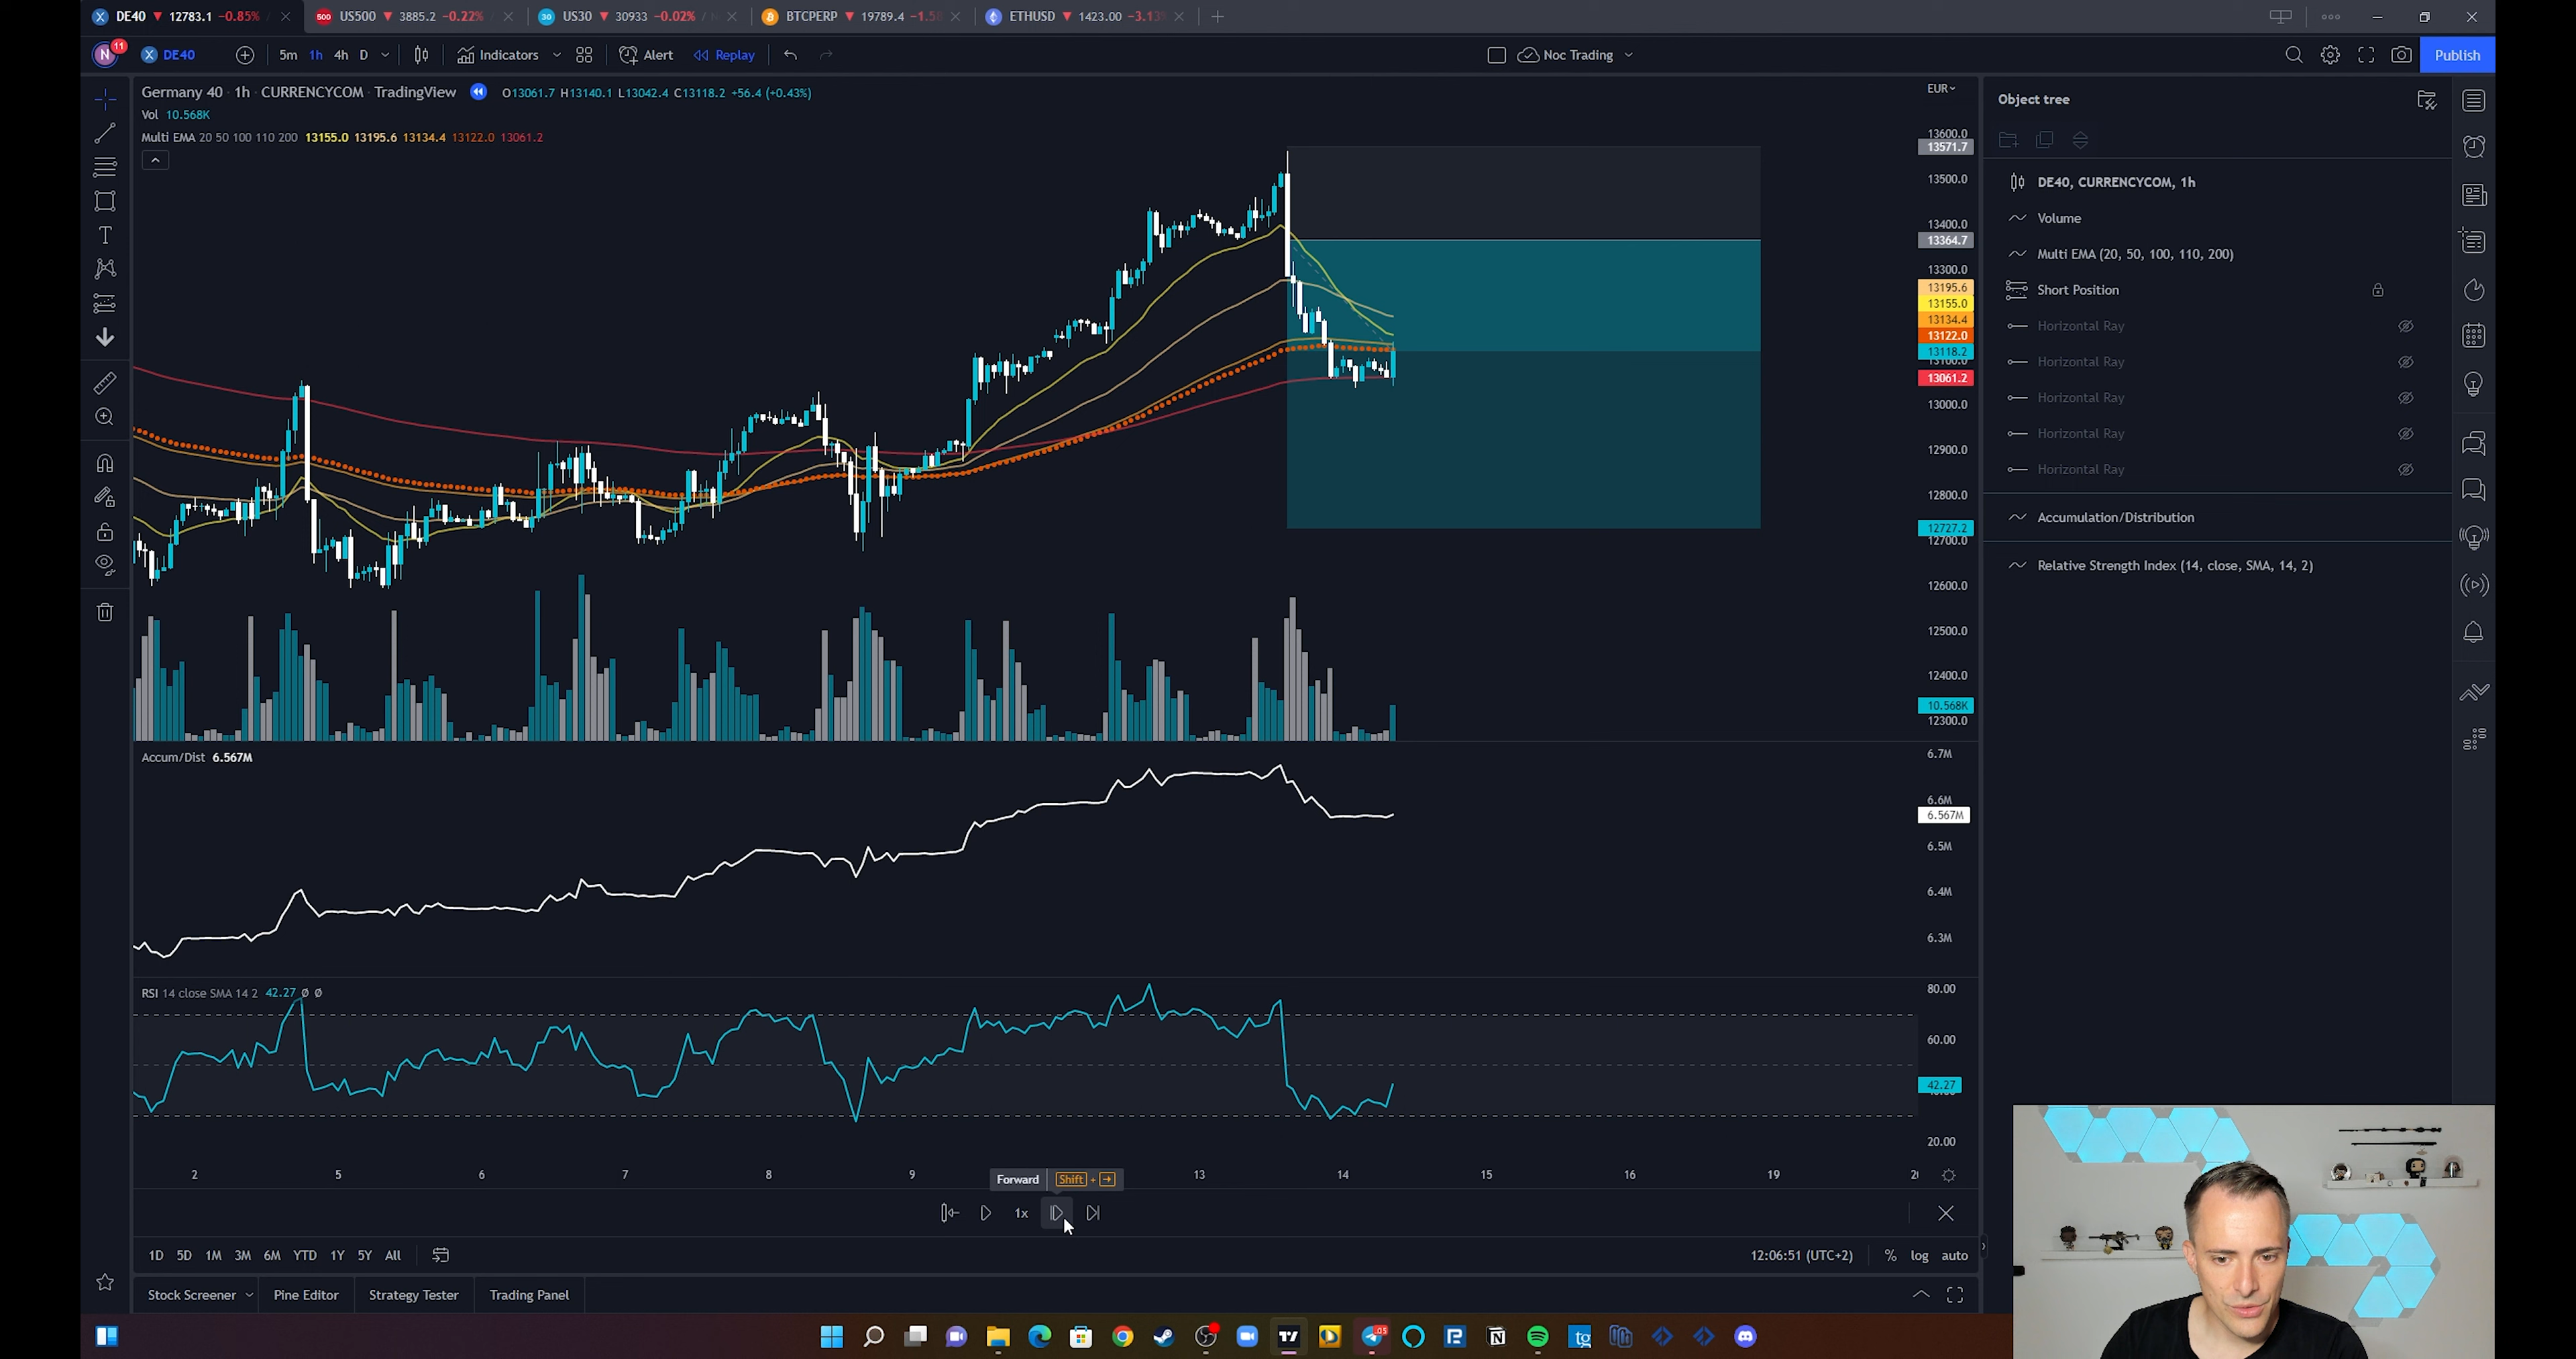 DE40 ▼ 12783.1 -0.85%
500 US500 ▼ 3885.2 -0.22%
30 US30 ▼ 30933 -0.02%
BTCPERP ▼ 19789.4
ETHUSD ▼ 1423.00 -3.13%
N 11 DE40 5m 1h 4h D Indicators Alert Replay Noc Trading Publish
Germany 40 · 1h · CURRENCYCOM · TradingView O13061.7 H13140.1 L13042.4 C13118.2 +56.4 (+0.43%)
Vol 10.568K
Multi EMA 20 50 100 110 200 13155.0 13195.6 13134.4 13122.0 13061.2
EUR
13600.0
13571.7
13500.0
13400.0
13364.7
13300.0
13195.6
13155.0
13134.4
13122.0
13118.2
13100.0
13061.2
13000.0
12900.0
12800.0
12727.2
12700.0
12600.0
12500.0
12400.0
10.568K
12300.0
Accum/Dist 6.567M
6.7M
6.6M
6.567M
6.5M
6.4M
6.3M
RSI 14 close SMA 14 2 42.27 Ø Ø
80.00
60.00
42.27
20.00
2 5 6 7 8 9 13 14 15 16 19
Forward Shift + →
1x
1D 5D 1M 3M 6M YTD 1Y 5Y All
12:06:51 (UTC+2) % log auto
Stock Screener Pine Editor Strategy Tester Trading Panel
Object tree
DE40, CURRENCYCOM, 1h
Volume
Multi EMA (20, 50, 100, 110, 200)
Short Position
Horizontal Ray
Horizontal Ray
Horizontal Ray
Horizontal Ray
Horizontal Ray
Accumulation/Distribution
Relative Strength Index (14, close, SMA, 14, 2)